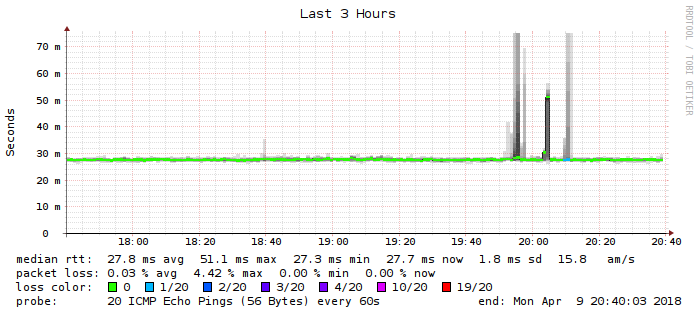 Last 3 Hours
RRDTOOL / TOBI OETIKER
Seconds
70 m
60 m
50 m
40 m
30 m
20 m
10 m
0
18:00 18:20 18:40 19:00 19:20 19:40 20:00 20:20 20:40
median rtt: 27.8 ms avg 51.1 ms max 27.3 ms min 27.7 ms now 1.8 ms sd 15.8 am/s
packet loss: 0.03 % avg 4.42 % max 0.00 % min 0.00 % now
loss color: 0 1/20 2/20 3/20 4/20 10/20 19/20
probe: 20 ICMP Echo Pings (56 Bytes) every 60s end: Mon Apr 9 20:40:03 2018